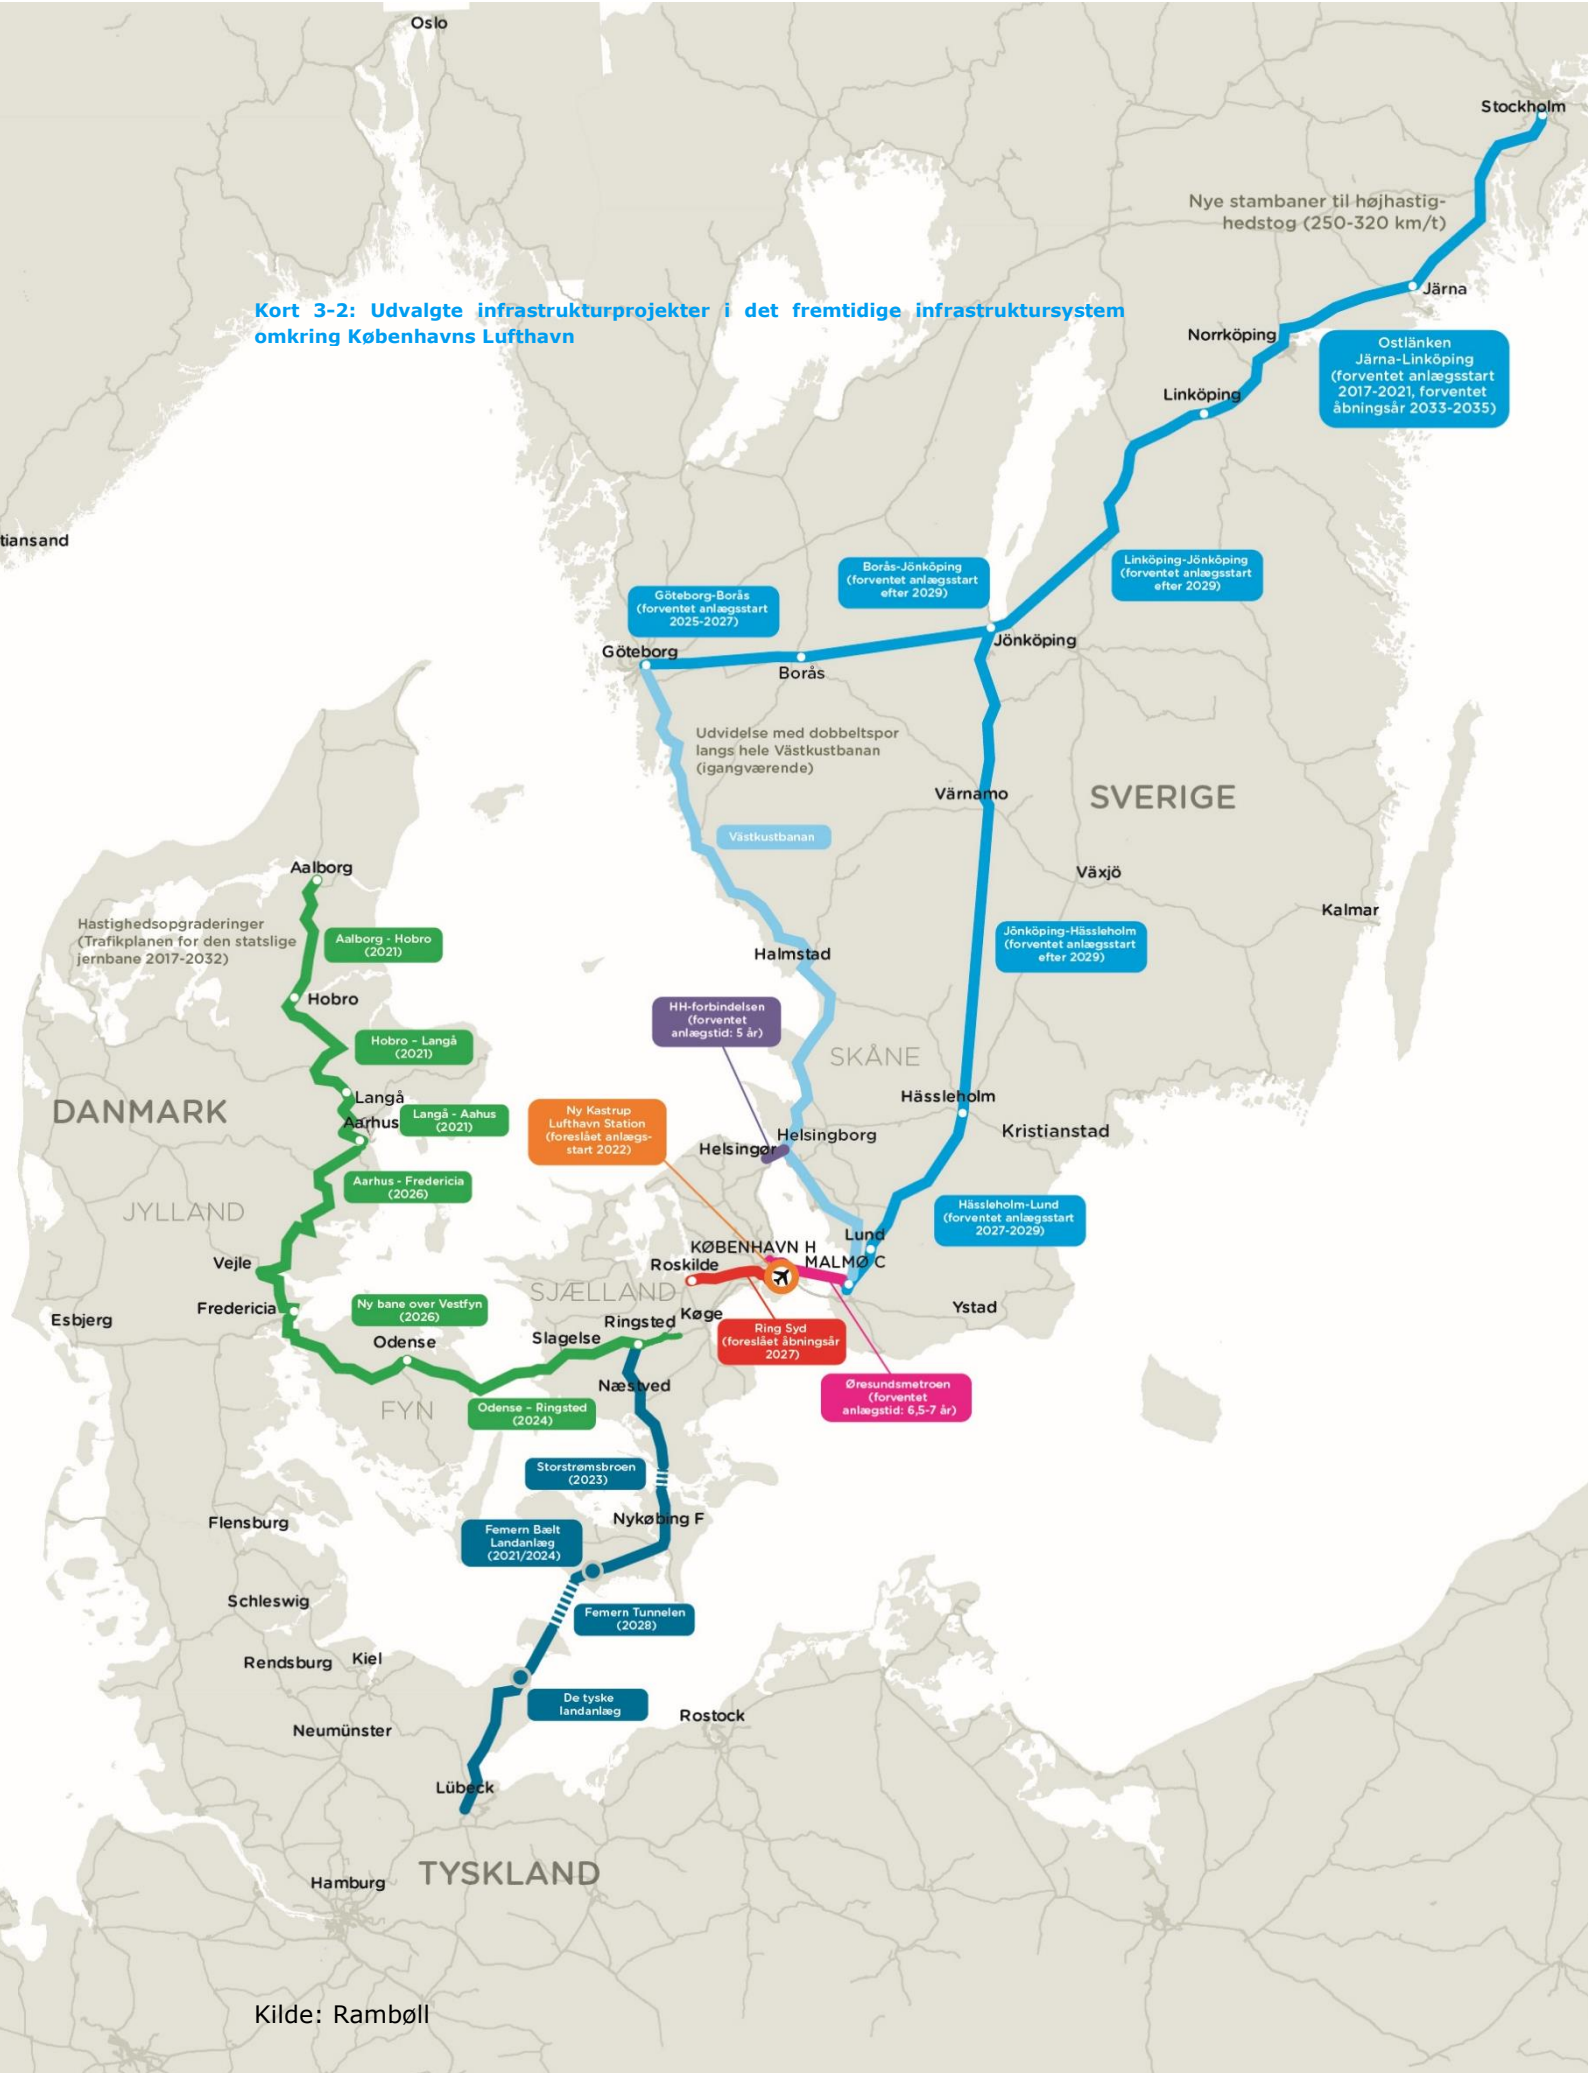 Oslo
Stockholm
Nye stambaner til højhastig-
hedstog (250-320 km/t)
Järna
Kort 3-2: Udvalgte infrastrukturprojekter i det fremtidige infrastruktursystem
omkring Københavns Lufthavn
Norrköping
Ostlänken
Järna-Linköping
(forventet anlægsstart
2017-2021, forventet
åbningsår 2033-2035)
Linköping
tiansand
Linköping-Jönköping
(forventet anlægsstart
efter 2029)
Borås-Jönköping
(forventet anlægsstart
efter 2029)
Göteborg-Borås
(forventet anlægsstart
2025-2027)
Göteborg
Jönköping
Borås
Udvidelse med dobbeltspor
langs hele Västkustbanan
(igangværende)
Värnamo
SVERIGE
Västkustbanan
Aalborg
Växjö
Kalmar
Hastighedsopgraderinger
(Trafikplanen for den statslige
jernbane 2017-2032)
Aalborg - Hobro
(2021)
Jönköping-Hässleholm
(forventet anlægsstart
efter 2029)
Halmstad
Hobro
HH-forbindelsen
(forventet
anlægstid: 5 år)
Hobro – Langå
(2021)
SKÅNE
Langå
Hässleholm
DANMARK
Langå - Aahus
(2021)
Aarhus
Ny Kastrup
Lufthavn Station
(foreslået anlægs-
start 2022)
Helsingborg
Kristianstad
Helsingør
Aarhus - Fredericia
(2026)
JYLLAND
Hässleholm-Lund
(forventet anlægsstart
2027-2029)
Lund
KØBENHAVN H
Vejle
Roskilde
MALMØ C
SJÆLLAND
Fredericia
Ny bane over Vestfyn
(2026)
Ystad
Esbjerg
Køge
Ringsted
Slagelse
Odense
Ring Syd
(foreslået åbningsår
2027)
Næstved
Øresundsmetroen
(forventet
anlægstid: 6,5-7 år)
FYN
Odense – Ringsted
(2024)
Storstrømsbroen
(2023)
Nykøbing F
Flensburg
Femern Bælt
Landanlæg
(2021/2024)
Schleswig
Femern Tunnelen
(2028)
Rendsburg
Kiel
De tyske
landanlæg
Rostock
Neumünster
Lübeck
TYSKLAND
Hamburg
Kilde: Rambøll